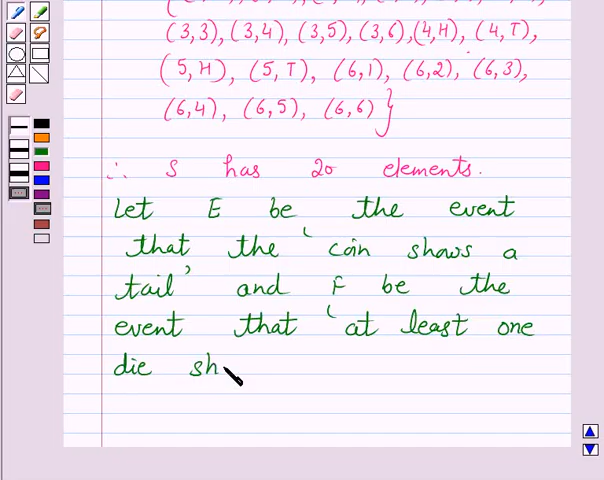 (3,3), (3,4), (3,5), (3,6), (4,H), (4,T),
(5,H), (5,T), (6,1), (6,2), (6,3),
(6,4), (6,5), (6,6) }
∴ S has 20 elements.
Let E be the event
that the ‘coin shows a
tail’ and F be the
event that ‘at least one
die sh